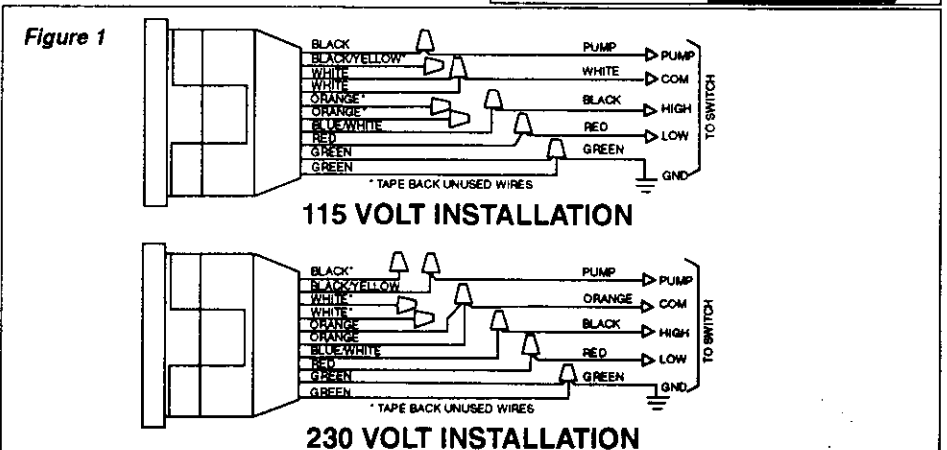 Figure 1
BLACK PUMP PUMP
BLACK/YELLOW*
WHITE WHITE COM
WHITE
ORANGE* BLACK HIGH
ORANGE*
BLUE/WHITE RED LOW
RED
GREEN GREEN
GREEN GND
TO SWITCH
* TAPE BACK UNUSED WIRES
115 VOLT INSTALLATION
BLACK* PUMP PUMP
BLACK/YELLOW
WHITE* ORANGE COM
WHITE*
ORANGE BLACK HIGH
ORANGE
BLUE/WHITE RED LOW
RED
GREEN GREEN
GREEN GND
TO SWITCH
* TAPE BACK UNUSED WIRES
230 VOLT INSTALLATION